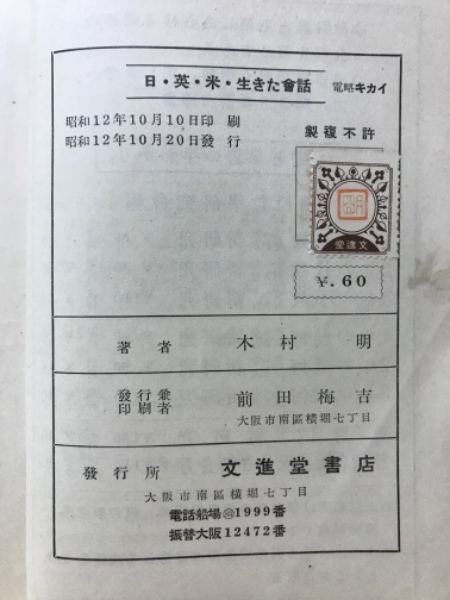 日・英・米・生きた會話 電略キカイ
昭和12年10月10日印刷
昭和12年10月20日發行
製複不許
明
堂進文
¥.60
著者 木村明
發行兼
印刷者
前田梅吉
大阪市南區横堀七丁目
發行所 文進堂書店
大阪市南區横堀七丁目
電話船場 1999番
振替大阪12472番